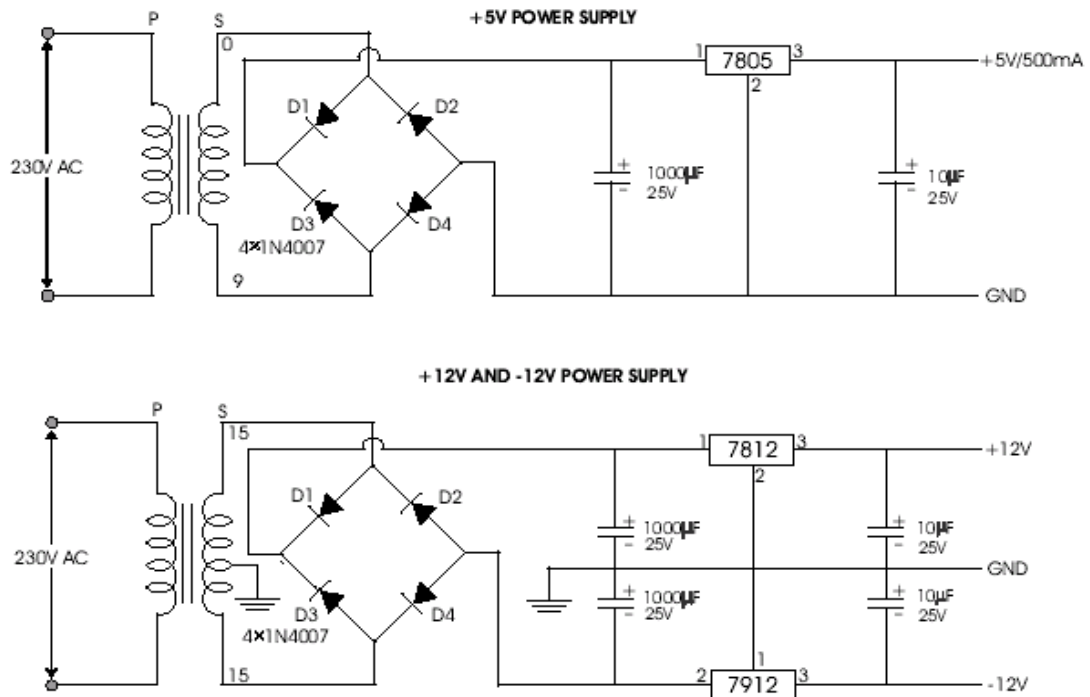 +5V POWER SUPPLY
P
S
0
1
7805
3
+5V/500mA
2
D1
D2
230V AC
+
1000µF
-
25V
+
10µF
-
25V
D3
D4
4×1N4007
9
GND
+12V AND -12V POWER SUPPLY
P
S
15
1
7812
3
+12V
2
D1
D2
+
1000µF
-
25V
+
10µF
-
25V
230V AC
GND
D3
D4
4×1N4007
+
1000µF
-
25V
+
10µF
-
25V
15
1
2
7912
3
-12V